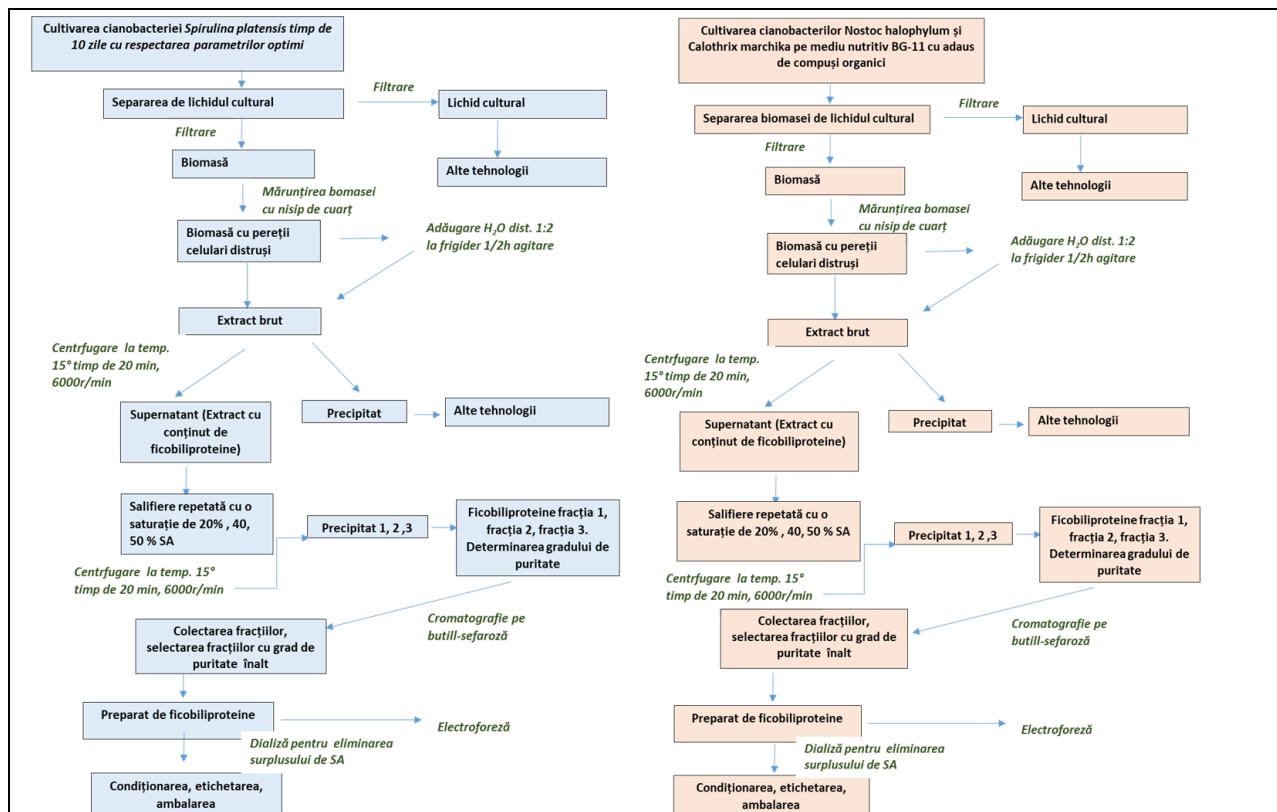 Cultivarea cianobacteriei Spirulina platensis timp de
10 zile cu respectarea parametrilor optimi
Separarea de lichidul cultural
Filtrare
Lichid cultural
Filtrare
Biomasă
Alte tehnologii
Mărunțirea bomasei
cu nisip de cuarț
Biomasă cu pereții
celulari distruși
Adăugare H₂O dist. 1:2
la frigider 1/2h agitare
Extract brut
Centrfugare la temp.
15° timp de 20 min,
6000r/min
Supernatant (Extract cu
conținut de
ficobiliproteine)
Precipitat
Alte tehnologii
Salifiere repetată cu o
saturație de 20% , 40,
50 % SA
Precipitat 1, 2 ,3
Ficobiliproteine fracția 1,
fracția 2, fracția 3.
Determinarea gradului de
puritate
Centrfugare la temp. 15°
timp de 20 min, 6000r/min
Cromatografie pe
butill-sefaroză
Colectarea fracțiilor,
selectarea fracțiilor cu grad de
puritate înalt
Preparat de ficobiliproteine
Electroforeză
Dializă pentru eliminarea
surplusului de SA
Condiționarea, etichetarea,
ambalarea
Cultivarea cianobacterilor Nostoc halophylum și
Calothrix marchika pe mediu nutritiv BG-11 cu adaus
de compuși organici
Separarea biomasei de lichidul cultural
Filtrare
Lichid cultural
Filtrare
Biomasă
Alte tehnologii
Mărunțirea bomasei
cu nisip de cuarț
Biomasă cu pereții
celulari distruși
Adăugare H₂O dist. 1:2
la frigider 1/2h agitare
Extract brut
Centrfugare la temp.
15° timp de 20 min,
6000r/min
Supernatant (Extract cu
conținut de ficobiliproteine)
Precipitat
Alte tehnologii
Salifiere repetată cu o
saturație de 20% , 40, 50 % SA
Precipitat 1, 2 ,3
Ficobiliproteine fracția 1,
fracția 2, fracția 3.
Determinarea gradului de
puritate
Centrfugare la temp. 15°
timp de 20 min, 6000r/min
Cromatografie pe
butill-sefaroză
Colectarea fracțiilor,
selectarea fracțiilor cu grad de
puritate înalt
Preparat de ficobiliproteine
Electroforeză
Dializă pentru eliminarea
surplusului de SA
Condiționarea, etichetarea,
ambalarea